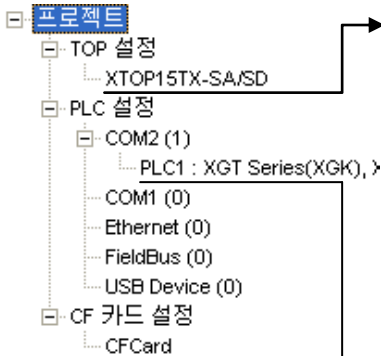 프로젝트
TOP 설정
XTOP15TX-SA/SD
PLC 설정
COM2 (1)
PLC1 : XGT Series(XGK), X
COM1 (0)
Ethernet (0)
FieldBus (0)
USB Device (0)
CF 카드 설정
CFCard